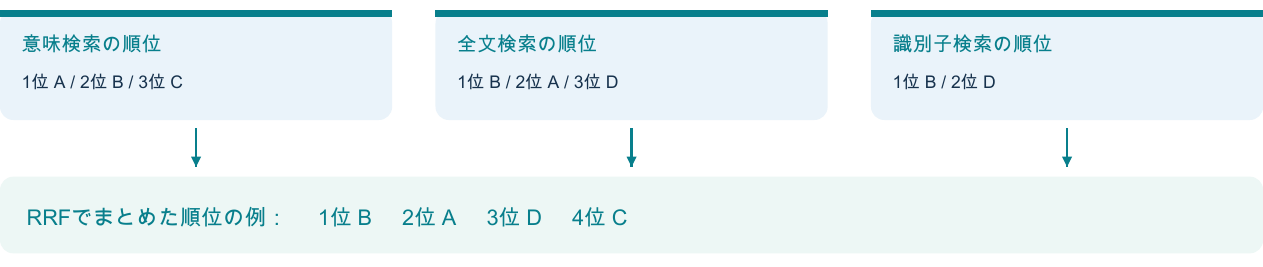 意味検索の順位
1位 A / 2位 B / 3位 C
全文検索の順位
1位 B / 2位 A / 3位 D
識別子検索の順位
1位 B / 2位 D
RRFでまとめた順位の例： 1位 B 2位 A 3位 D 4位 C